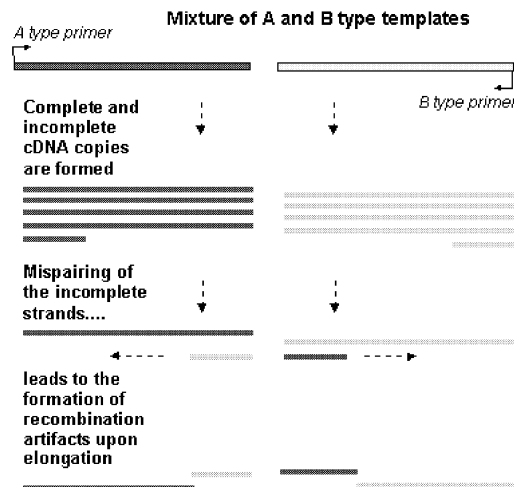 Mixture of A and B type templates
A type primer
B type primer
Complete and
incomplete
cDNA copies
are formed
Mispairing of
the incomplete
strands....
leads to the
formation of
recombination
artifacts upon
elongation